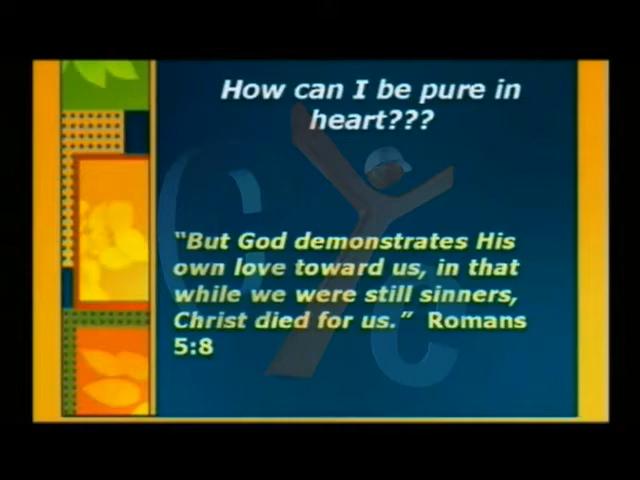 How can I be pure in
heart???
"But God demonstrates His
own love toward us, in that
while we were still sinners,
Christ died for us." Romans
5:8
CYC